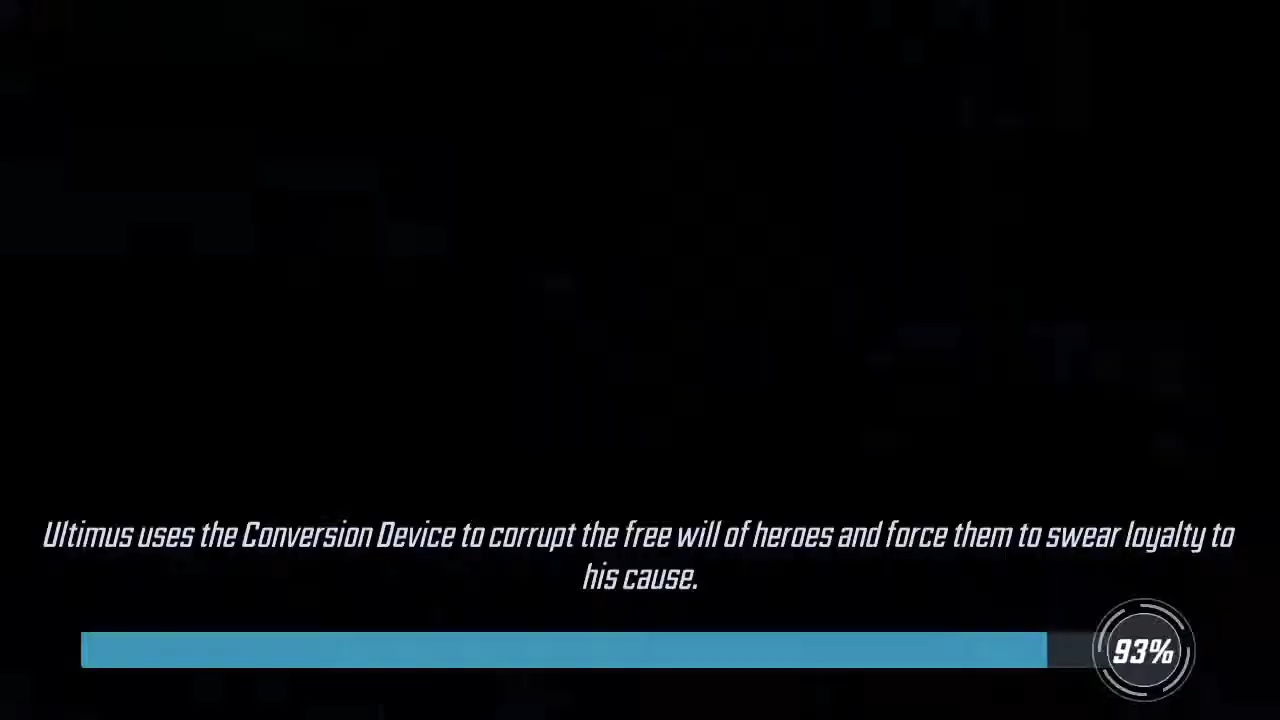 Ultimus uses the Conversion Device to corrupt the free will of heroes and force them to swear loyalty to
his cause.
93%